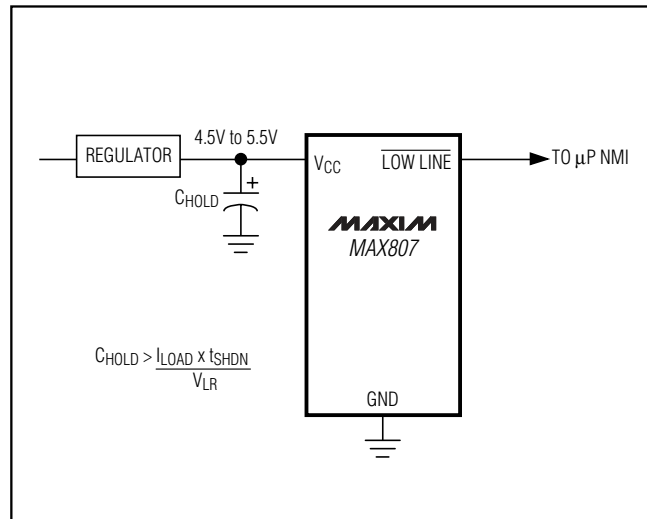 4.5V to 5.5V
REGULATOR
VCC
LOW LINE
TO µP NMI
CHOLD
+
MAXIM
MAX807
CHOLD > ILOAD x tSHDN
VLR
GND